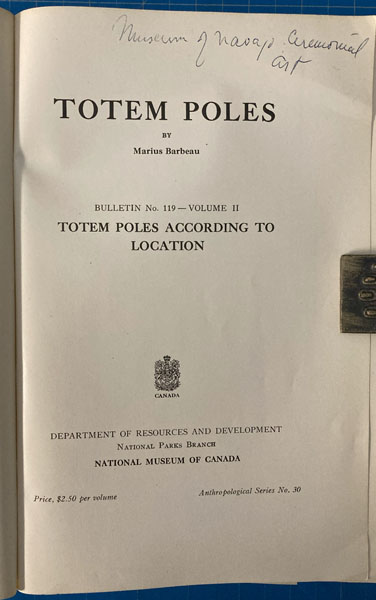 Museum of Navajo Ceremonial
Art
TOTEM POLES
BY
Marius Barbeau
BULLETIN No. 119 — VOLUME II
TOTEM POLES ACCORDING TO
LOCATION
CANADA
DEPARTMENT OF RESOURCES AND DEVELOPMENT
NATIONAL PARKS BRANCH
NATIONAL MUSEUM OF CANADA
Price, $2.50 per volume
Anthropological Series No. 30